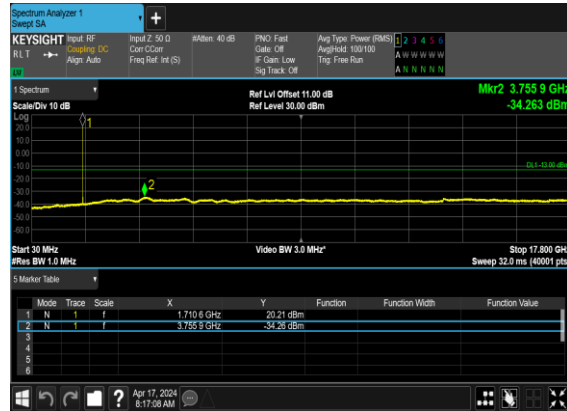 Spectrum Analyzer 1
Swept SA
KEYSIGHT Input: RF Input Z: 50 Ω #Atten: 40 dB PNO: Fast Avg Type: Power (RMS) 1 2 3 4 5 6
RLT Coupling: DC Corr CCorr Gate: Off Avg|Hold: 100/100 A W W W W W
Align: Auto Freq Ref: Int (S) IF Gain: Low Trig: Free Run
Sig Track: Off A N N N N N
1 Spectrum Ref Lvl Offset 11.00 dB Mkr2 3.755 9 GHz
Scale/Div 10 dB Ref Level 30.00 dBm -34.263 dBm
Log
20.0
10.0
0.00
-10.0
-20.0
-30.0
-40.0
-50.0
-60.0
1
2
DL1 -13.00 dBm
Start 30 MHz Video BW 3.0 MHz* Stop 17.800 GHz
#Res BW 1.0 MHz Sweep 32.0 ms (40001 pts)
5 Marker Table
Mode Trace Scale X Y Function Function Width Function Value
1 N 1 f 1.710 6 GHz 20.21 dBm
2 N 1 f 3.755 9 GHz -34.26 dBm
3
4
5
6
? Apr 17, 2024
8:17:08 AM